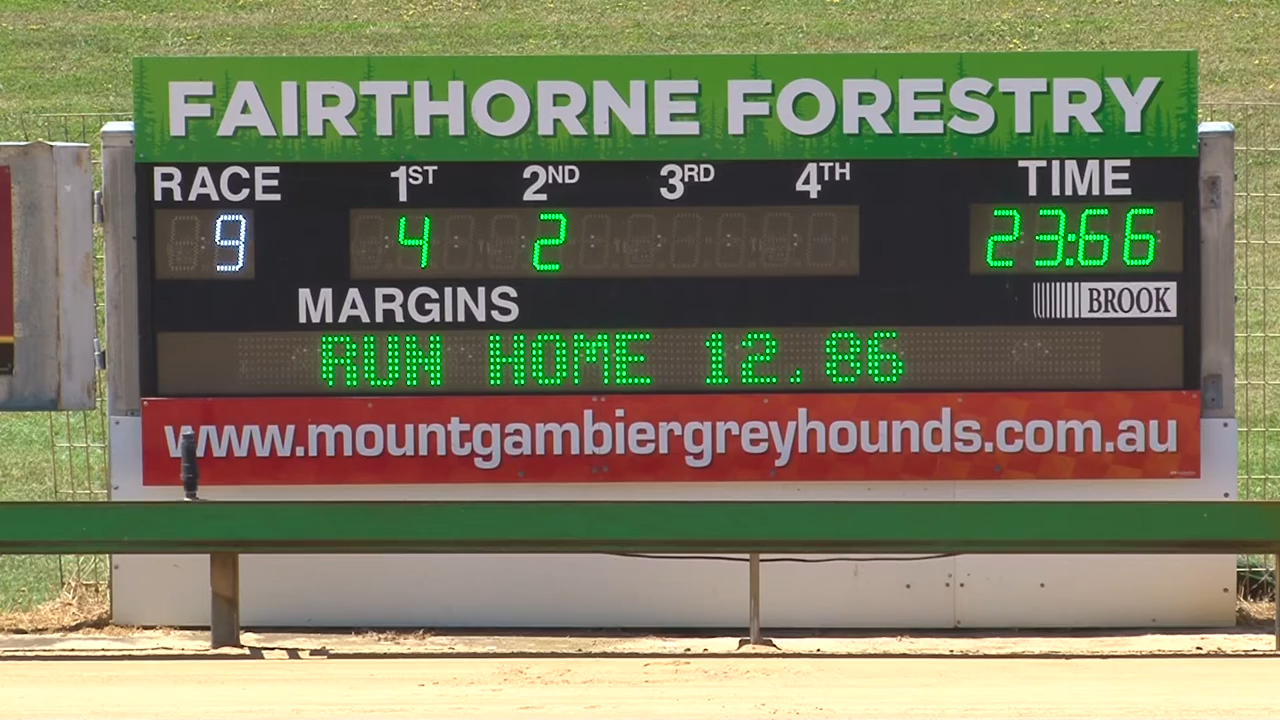 FAIRTHORNE FORESTRY
RACE 1ST 2ND 3RD 4TH TIME
9 4 2 23:66
MARGINS BROOK
RUN HOME 12.86
www.mountgambiergreyhounds.com.au